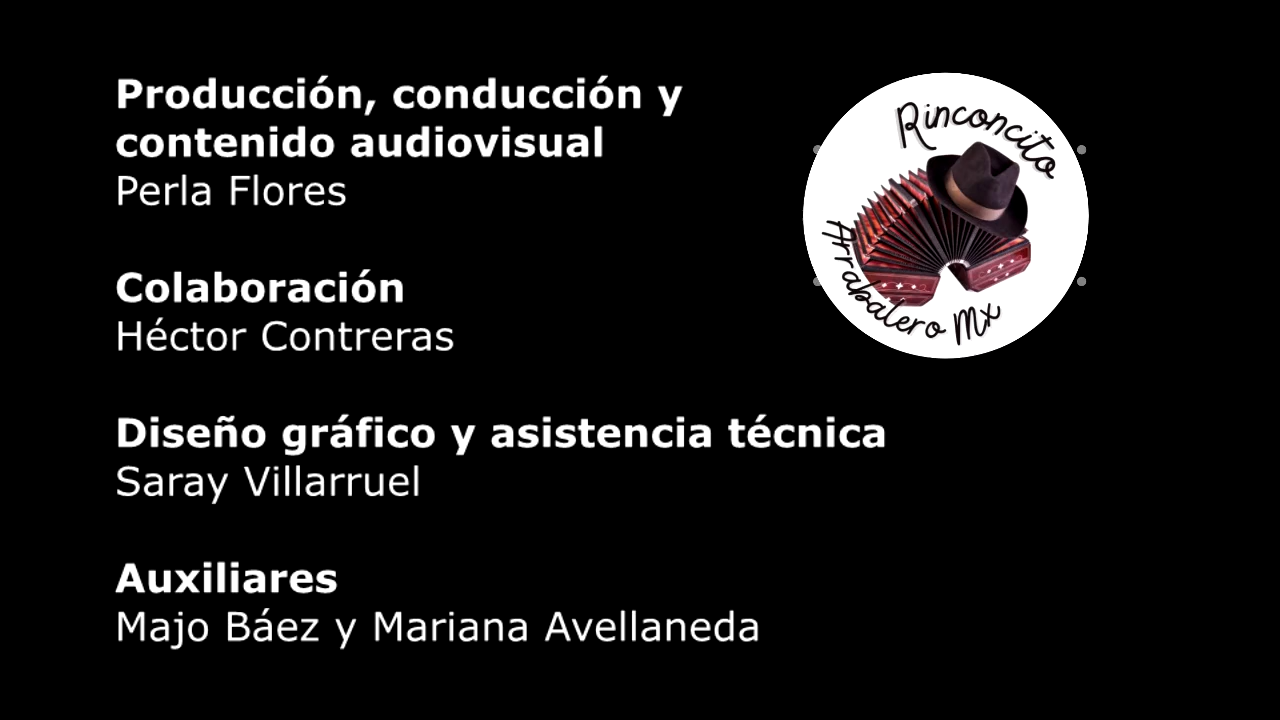 Producción, conducción y
contenido audiovisual
Perla Flores
Colaboración
Héctor Contreras
Diseño gráfico y asistencia técnica
Saray Villarruel
Auxiliares
Majo Báez y Mariana Avellaneda
Rinconcito
Arrabalero Mx